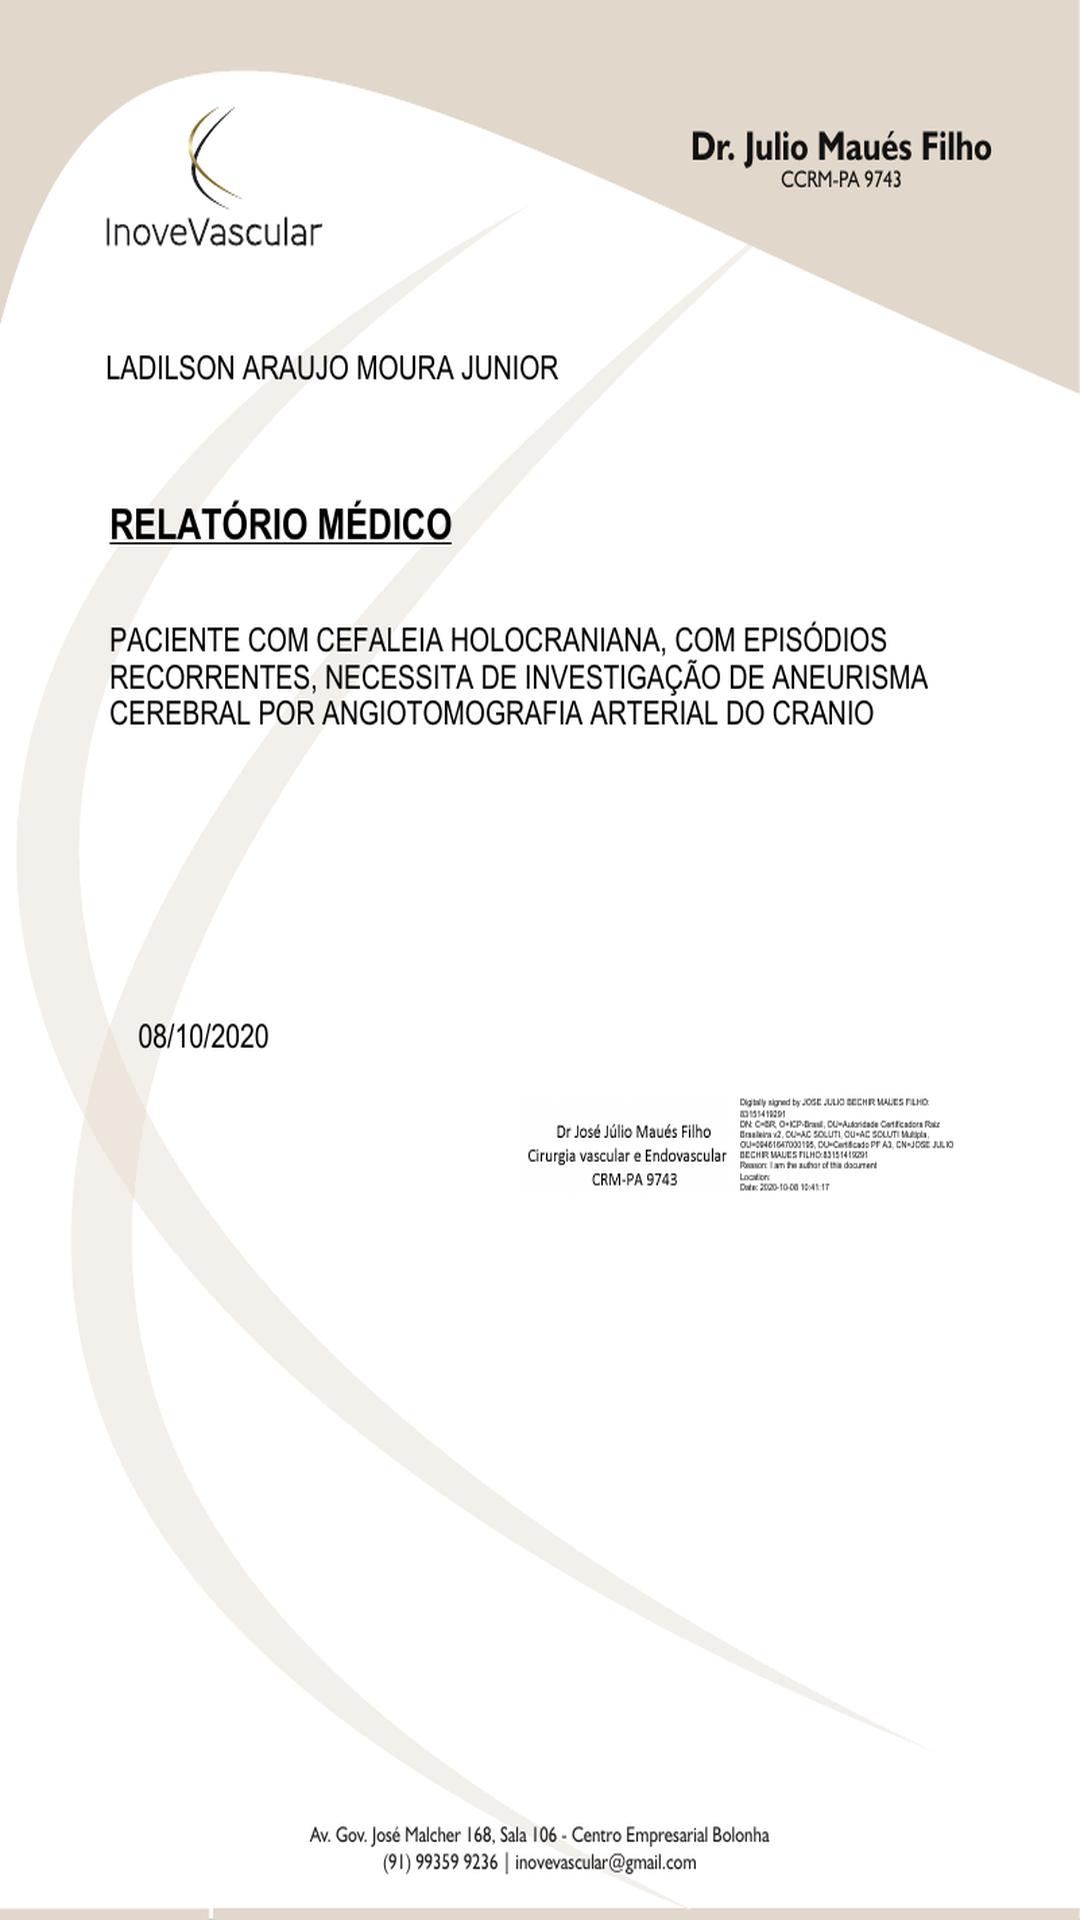 InoveVascular
Dr. Julio Maués Filho
CCRM-PA 9743
LADILSON ARAUJO MOURA JUNIOR
RELATÓRIO MÉDICO
PACIENTE COM CEFALEIA HOLOCRANIANA, COM EPISÓDIOS
RECORRENTES, NECESSITA DE INVESTIGAÇÃO DE ANEURISMA
CEREBRAL POR ANGIOTOMOGRAFIA ARTERIAL DO CRANIO
08/10/2020
Dr José Júlio Maués Filho
Cirurgia vascular e Endovascular
CRM-PA 9743
Digitally signed by JOSE JULIO BECHIR MAUES FILHO:
83151419291
DN: C=BR, O=ICP-Brasil, OU=Autoridade Certificadora Raiz
Brasileira v2, OU=AC SOLUTI, OU=AC SOLUTI Multipla,
OU=09461647000195, OU=Certificado PF A3, CN=JOSE JULIO
BECHIR MAUES FILHO:83151419291
Reason: I am the author of this document
Location:
Date: 2020-10-08 10:41:17
Av. Gov. José Malcher 168, Sala 106 - Centro Empresarial Bolonha
(91) 99359 9236 | inovevascular@gmail.com